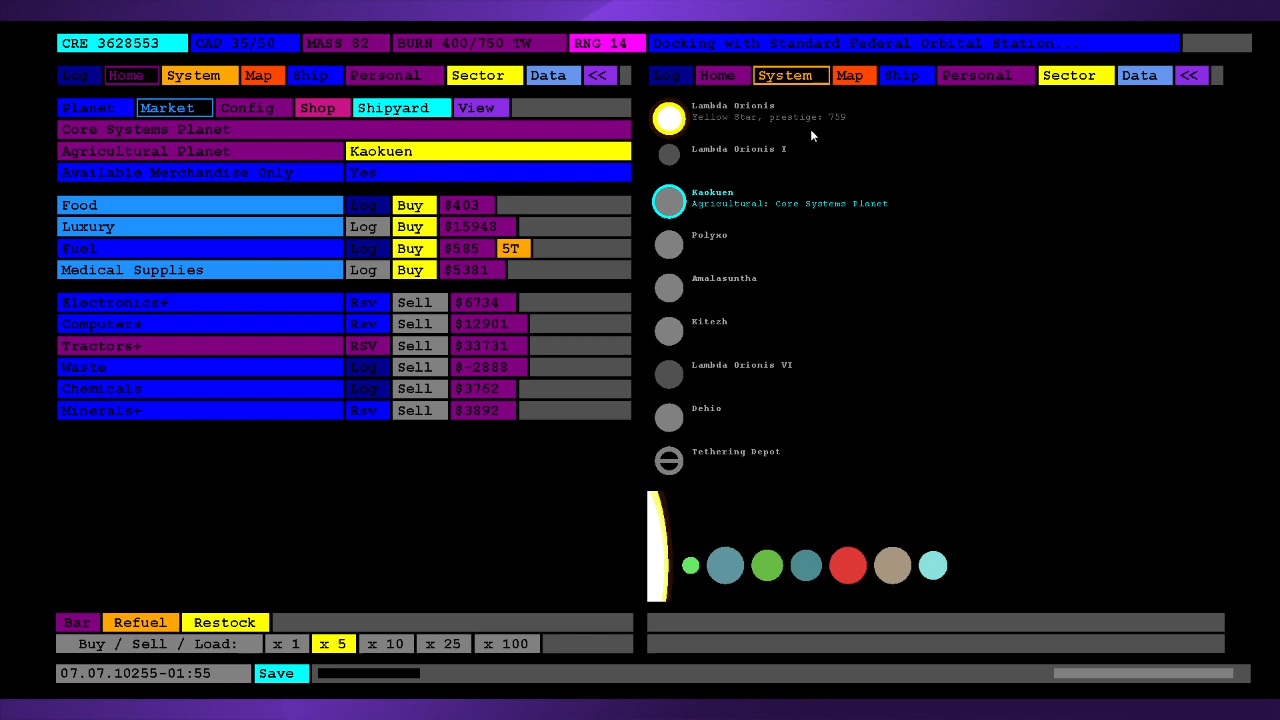 CRE 3628553 CAP 35/50 MASS 82 BURN 400/750 TW RNG 14 Docking with Standard Federal Orbital Station...
Log Home System Map Ship Personal Sector Data << Log Home System Map Ship Personal Sector Data <<
Planet Market Config Shop Shipyard View
Core Systems Planet
Agricultural Planet Kaokuen
Available Merchandise Only Yes
Food Log Buy $403
Luxury Log Buy $15948
Fuel Log Buy $585 5T
Medical Supplies Log Buy $5381
Electronics+ Rsv Sell $6734
Computers Rsv Sell $12901
Tractors+ RSV Sell $33731
Waste Log Sell $-2888
Chemicals Log Sell $3762
Minerals+ Rsv Sell $3892
Lambda Orionis
Yellow Star, prestige: 759
Lambda Orionis I
Kaokuen
Agricultural: Core Systems Planet
Polyxo
Amalasuntha
Kitezh
Lambda Orionis VI
Dehio
Tethering Depot
Bar Refuel Restock
Buy / Sell / Load: x 1 x 5 x 10 x 25 x 100
07.07.10255-01:55 Save